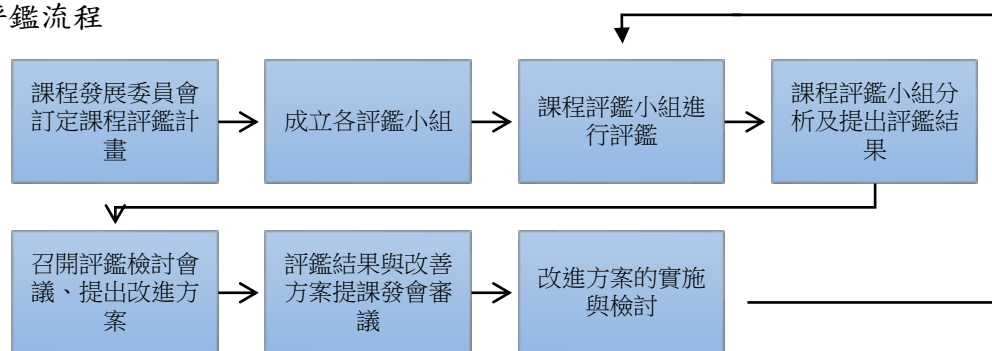 評鑑流程
課程發展委員會
訂定課程評鑑計
畫
成立各評鑑小組
課程評鑑小組進
行評鑑
課程評鑑小組分
析及提出評鑑結
果
召開評鑑檢討會
議、提出改進方
案
評鑑結果與改善
方案提課發會審
議
改進方案的實施
與檢討